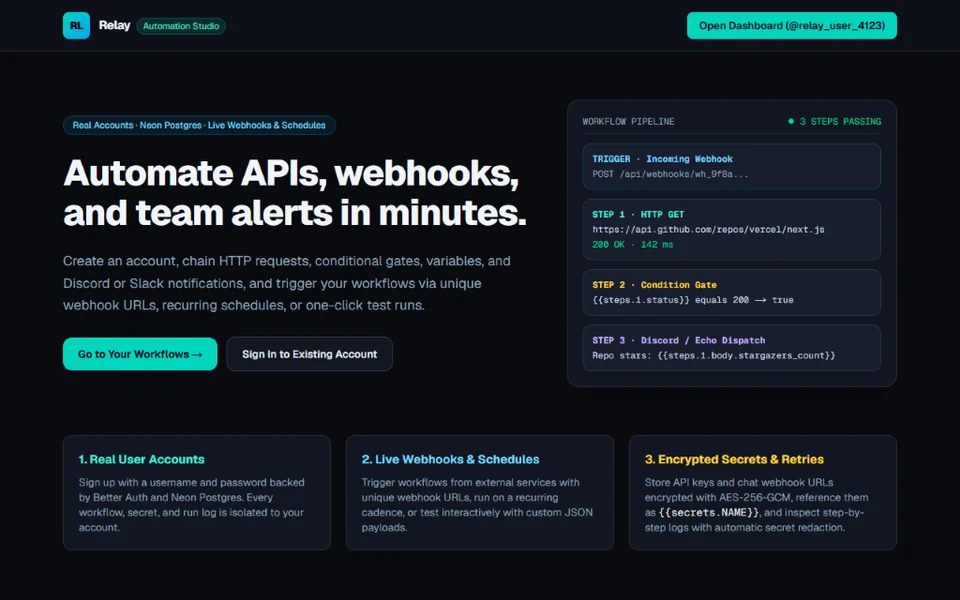 RL Relay Automation Studio Open Dashboard (@relay_user_4123)
Real Accounts · Neon Postgres · Live Webhooks & Schedules
Automate APIs, webhooks,
and team alerts in minutes.
Create an account, chain HTTP requests, conditional gates, variables, and
Discord or Slack notifications, and trigger your workflows via unique
webhook URLs, recurring schedules, or one-click test runs.
Go to Your Workflows → Sign In to Existing Account
WORKFLOW PIPELINE ● 3 STEPS PASSING
TRIGGER · Incoming Webhook
POST /api/webhooks/wh_9f8a...
STEP 1 · HTTP GET
https://api.github.com/repos/vercel/next.js
200 OK · 142 ms
STEP 2 · Condition Gate
{{steps.1.status}} equals 200 → true
STEP 3 · Discord / Echo Dispatch
Repo stars: {{steps.1.body.stargazers_count}}
1. Real User Accounts
Sign up with a username and password backed
by Better Auth and Neon Postgres. Every
workflow, secret, and run log is isolated to your
account.
2. Live Webhooks & Schedules
Trigger workflows from external services with
unique webhook URLs, run on a recurring
cadence, or test interactively with custom JSON
payloads.
3. Encrypted Secrets & Retries
Store API keys and chat webhook URLs
encrypted with AES-256-GCM, reference them
as {{secrets.NAME}}, and inspect step-by-
step logs with automatic secret redaction.